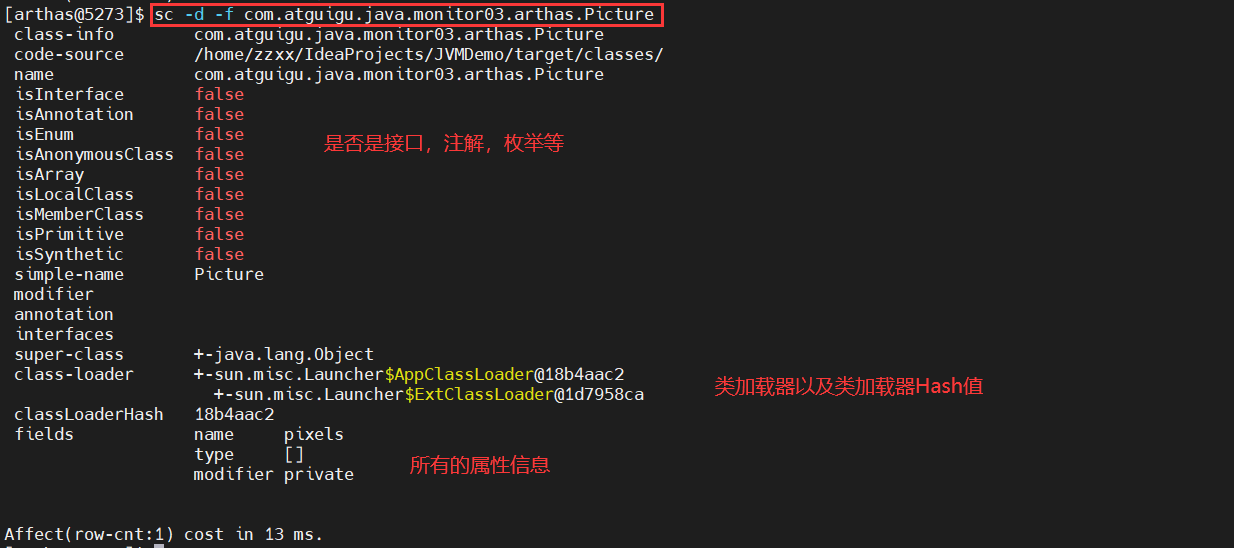 [arthas@5273]$ sc -d -f com.atguigu.java.monitor03.arthas.Picture
class-info com.atguigu.java.monitor03.arthas.Picture
code-source /home/zzxx/IdeaProjects/JVMDemo/target/classes/
name com.atguigu.java.monitor03.arthas.Picture
isInterface false
isAnnotation false
isEnum false
是否是接口，注解，枚举等
isAnonymousClass false
isArray false
isLocalClass false
isMemberClass false
isPrimitive false
isSynthetic false
simple-name Picture
modifier
annotation
interfaces
super-class +-java.lang.Object
class-loader +-sun.misc.Launcher$AppClassLoader@18b4aac2
类加载器以及类加载器Hash值
+-sun.misc.Launcher$ExtClassLoader@1d7958ca
classLoaderHash 18b4aac2
fields name pixels
type []
所有的属性信息
modifier private
Affect(row-cnt:1) cost in 13 ms.